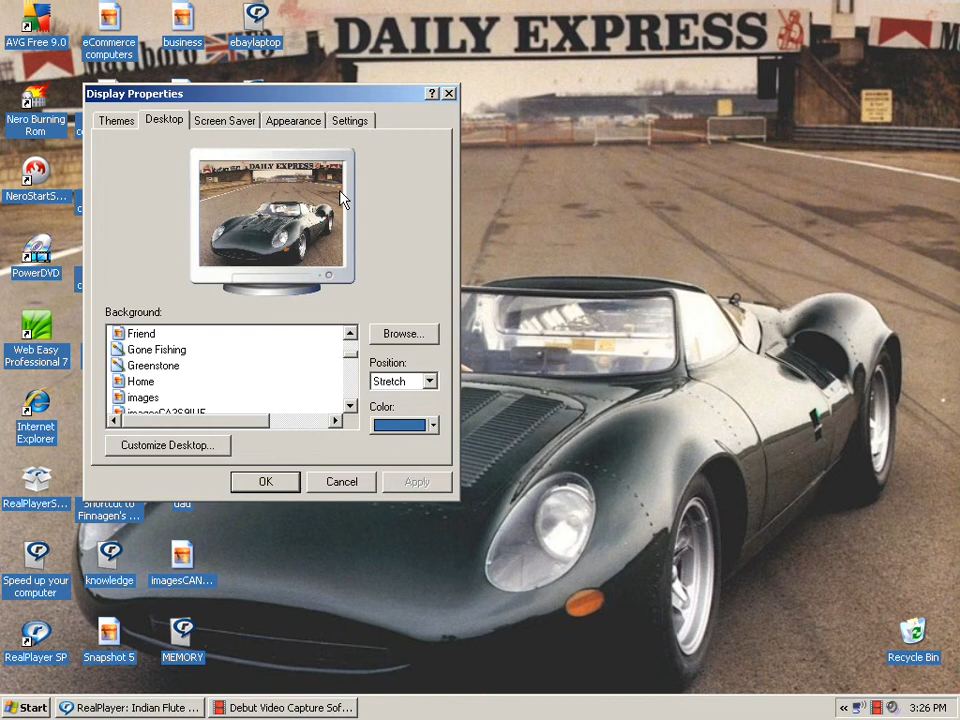 DAILY EXPRESS
Marlboro
AVG Free 9.0
eCommerce
computers
business
ebaylaptop
Nero Burning
Rom
NeroStartS...
PowerDVD
Web Easy
Professional 7
Internet
Explorer
RealPlayerS...
Shortcut to
Finnagen's ...
dad
Speed up your
computer
knowledge
imagesCAN...
RealPlayer SP
Snapshot 5
MEMORY
Recycle Bin
Display Properties
Themes
Desktop
Screen Saver
Appearance
Settings
DAILY EXPRESS
Background:
Friend
Gone Fishing
Greenstone
Home
images
Browse...
Position:
Stretch
Color:
Customize Desktop...
OK
Cancel
Apply
Start
RealPlayer: Indian Flute ...
Debut Video Capture Sof...
3:26 PM